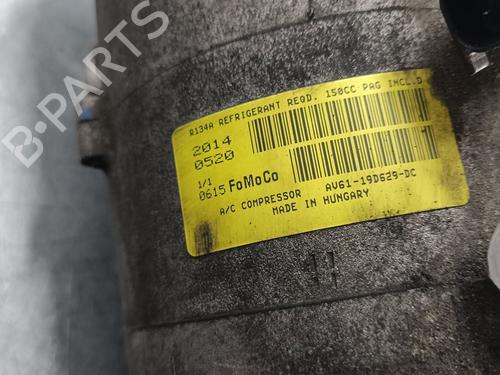 B-PARTS
R134A REFRIGERANT REQD. 150CC PAG INCL.D
2014
0520
1/1
0615 FoMoCo
A/C COMPRESSOR AV61-19D629-DC
MADE IN HUNGARY